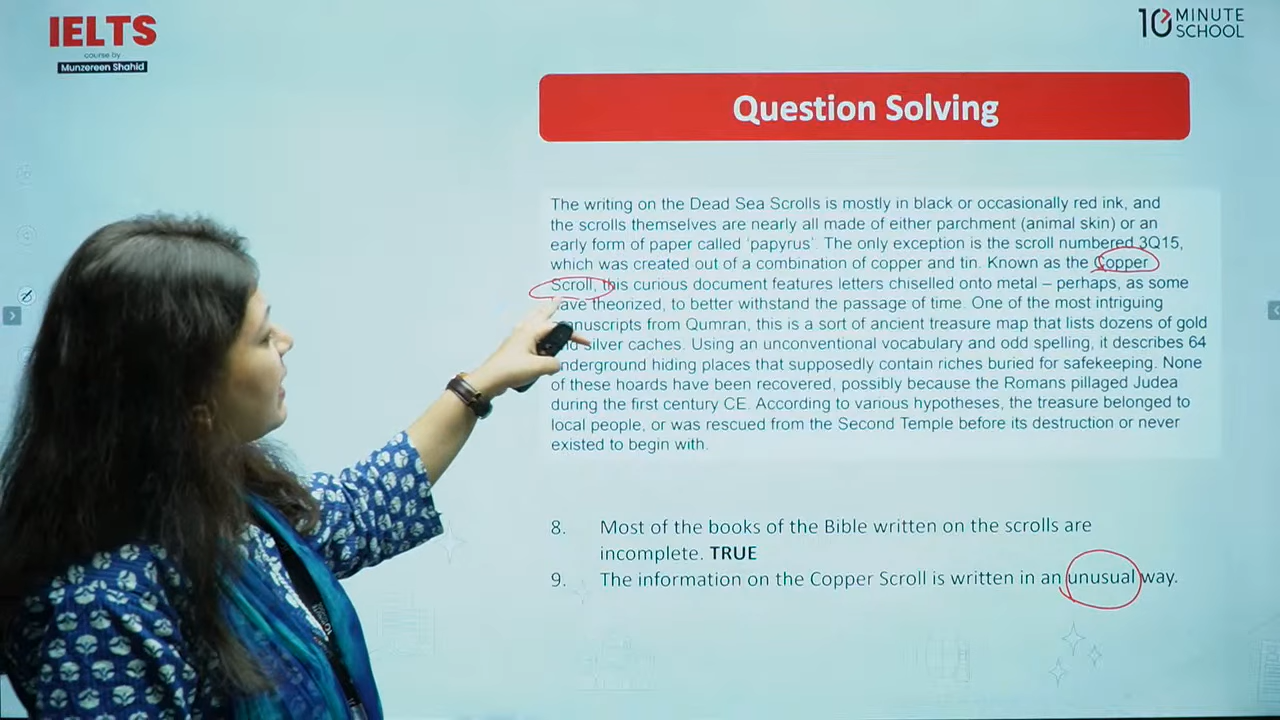 IELTS
course by
Munzereen Shahid
10 MINUTE
SCHOOL
Question Solving
The writing on the Dead Sea Scrolls is mostly in black or occasionally red ink, and
the scrolls themselves are nearly all made of either parchment (animal skin) or an
early form of paper called ‘papyrus’. The only exception is the scroll numbered 3Q15,
which was created out of a combination of copper and tin. Known as the Copper
Scroll, this curious document features letters chiselled onto metal – perhaps, as some
have theorized, to better withstand the passage of time. One of the most intriguing
manuscripts from Qumran, this is a sort of ancient treasure map that lists dozens of gold
and silver caches. Using an unconventional vocabulary and odd spelling, it describes 64
underground hiding places that supposedly contain riches buried for safekeeping. None
of these hoards have been recovered, possibly because the Romans pillaged Judea
during the first century CE. According to various hypotheses, the treasure belonged to
local people, or was rescued from the Second Temple before its destruction or never
existed to begin with.
8. Most of the books of the Bible written on the scrolls are
incomplete. TRUE
9. The information on the Copper Scroll is written in an unusual way.